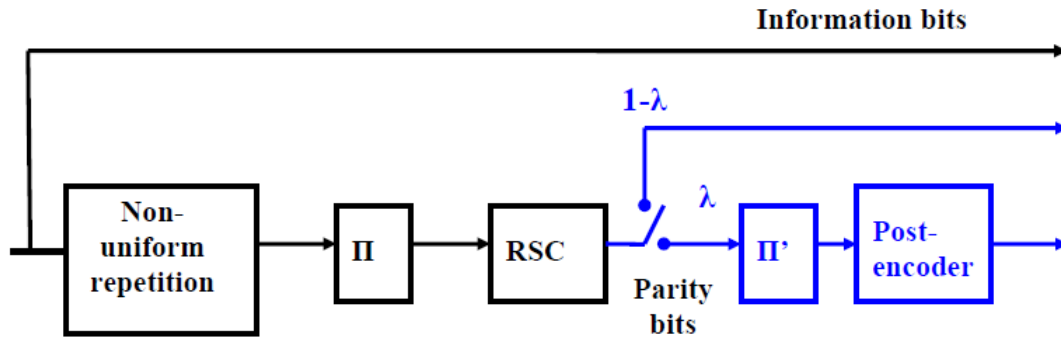 Information bits
1-λ
Non-
uniform
repetition
Π
RSC
λ
Π’
Post-
encoder
Parity
bits